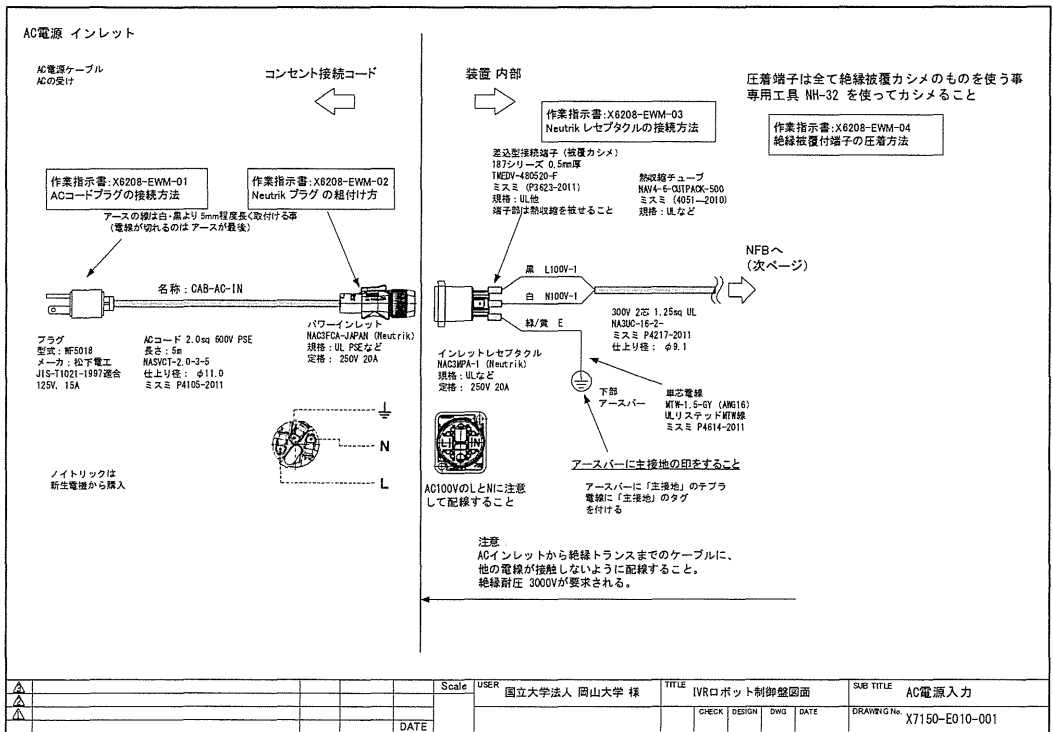 AC電源 インレット
AC電源ケーブル
ACの受け
コンセント接続コード
装置 内部
圧着端子は全て絶縁被覆カシメのものを使う事
専用工具 NH-32 を使ってカシメること
作業指示書:X6208-EWM-03
Neutrik レセプタクルの接続方法
作業指示書:X6208-EWM-04
絶縁被覆付端子の圧着方法
差込型接続端子 (被覆カシメ)
187シリーズ 0.5mm厚
TMEDV-480520-F
ミスミ (P3623-2011)
規格:UL他
端子部は熱収縮を被せること
熱収縮チューブ
NAV4-6-CUTPACK-500
ミスミ (4051―2010)
規格:ULなど
作業指示書:X6208-EWM-01
ACコードプラグの接続方法
作業指示書:X6208-EWM-02
Neutrik プラグ の組付け方
アースの線は白・黒より 5mm程度長く取付ける事
(電線が切れるのは アースが最後)
NFBへ
(次ページ)
黒 L100V-1
白 N100V-1
緑/黄 E
名称:CAB-AC-IN
300V 2芯 1.25sq UL
NA3UC-16-2-
ミスミ P4217-2011
仕上り径: φ9.1
プラグ
型式:WF5018
メーカ:松下電工
JIS-T1021-1997適合
125V, 15A
ACコード 2.0sq 600V PSE
長さ:5m
NASVCT-2.0-3-5
仕上り径: φ11.0
ミスミ P4105-2011
パワーインレット
NAC3FCA-JAPAN (Neutrik)
規格:UL PSEなど
定格: 250V 20A
インレットレセプタクル
NAC3MPA-1 (Neutrik)
規格:ULなど
定格: 250V 20A
下部
アースバー
単芯電線
MTW-1.5-GY (AWG16)
ULリステッドMTW線
ミスミ P4614-2011
N
L
L
N
アースバーに主接地の印をすること
アースバーに「主接地」のテプラ
電線に「主接地」のタグ
を付ける
ノイトリックは
新生電機から購入
AC100VのLとNに注意
して配線すること
注意
ACインレットから絶縁トランスまでのケーブルに、
他の電線が接触しないように配線すること。
絶縁耐圧 3000Vが要求される。
3
2
1
DATE
Scale
USER 国立大学法人 岡山大学 様
TITLE IVRロボット制御盤図面
CHECK DESIGN DWG DATE
SUB TITLE AC電源入力
DRAWING No. X7150-E010-001